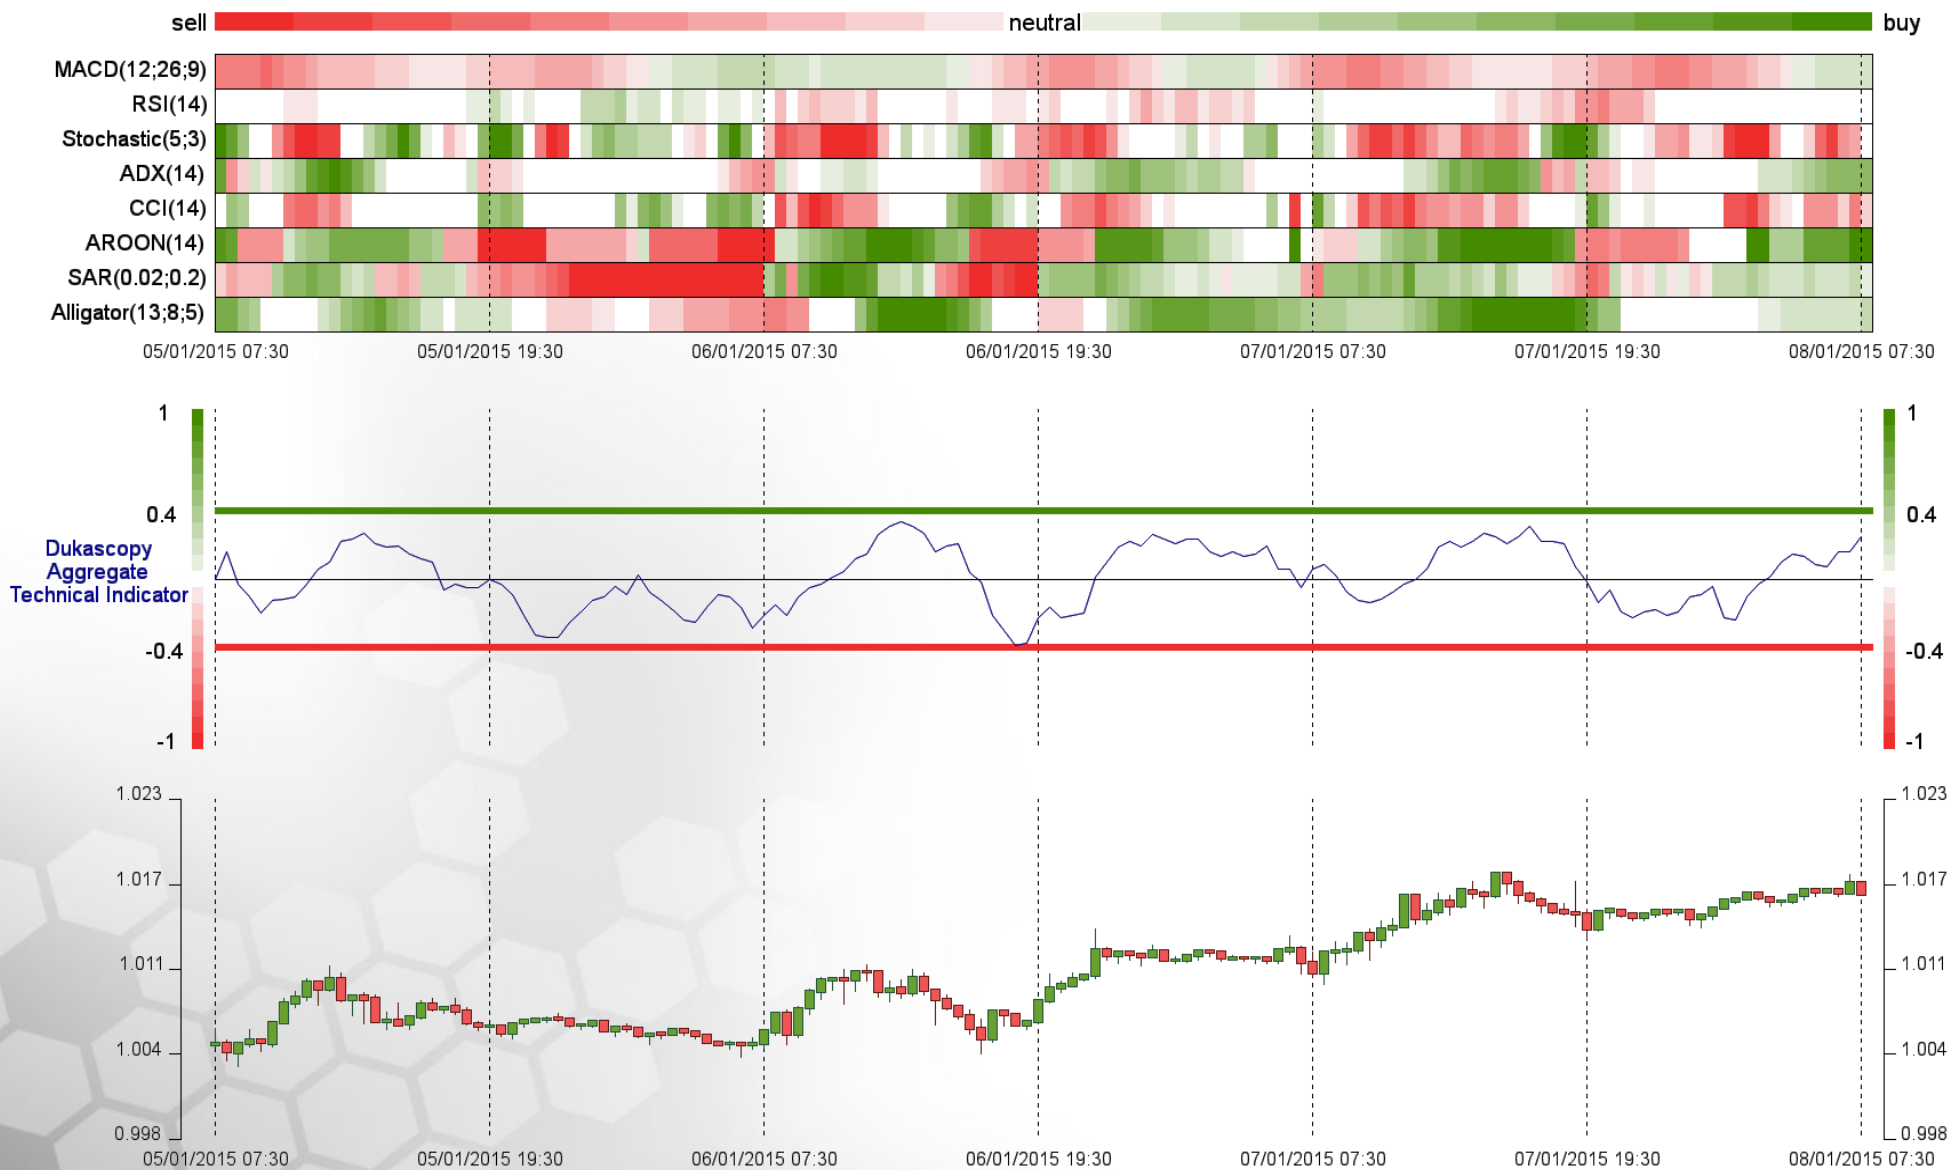 sell neutral buy
MACD(12;26;9)
RSI(14)
Stochastic(5;3)
ADX(14)
CCI(14)
AROON(14)
SAR(0.02;0.2)
Alligator(13;8;5)
05/01/2015 07:30 05/01/2015 19:30 06/01/2015 07:30 06/01/2015 19:30 07/01/2015 07:30 07/01/2015 19:30 08/01/2015 07:30
1 1
0.4 0.4
Dukascopy
Aggregate
Technical Indicator
-0.4 -0.4
-1 -1
1.023 1.023
1.017 1.017
1.011 1.011
1.004 1.004
0.998 0.998
05/01/2015 07:30 05/01/2015 19:30 06/01/2015 07:30 06/01/2015 19:30 07/01/2015 07:30 07/01/2015 19:30 08/01/2015 07:30